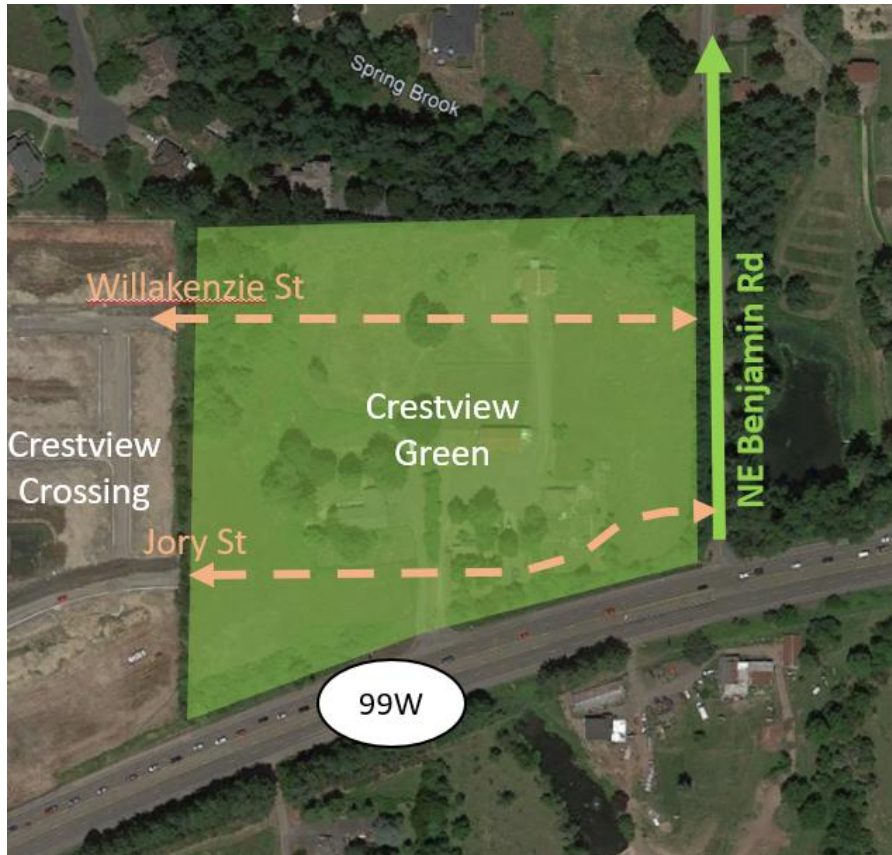 Spring Brook
Willakenzie St
NE Benjamin Rd
Crestview
Green
Crestview
Crossing
Jory St
99W